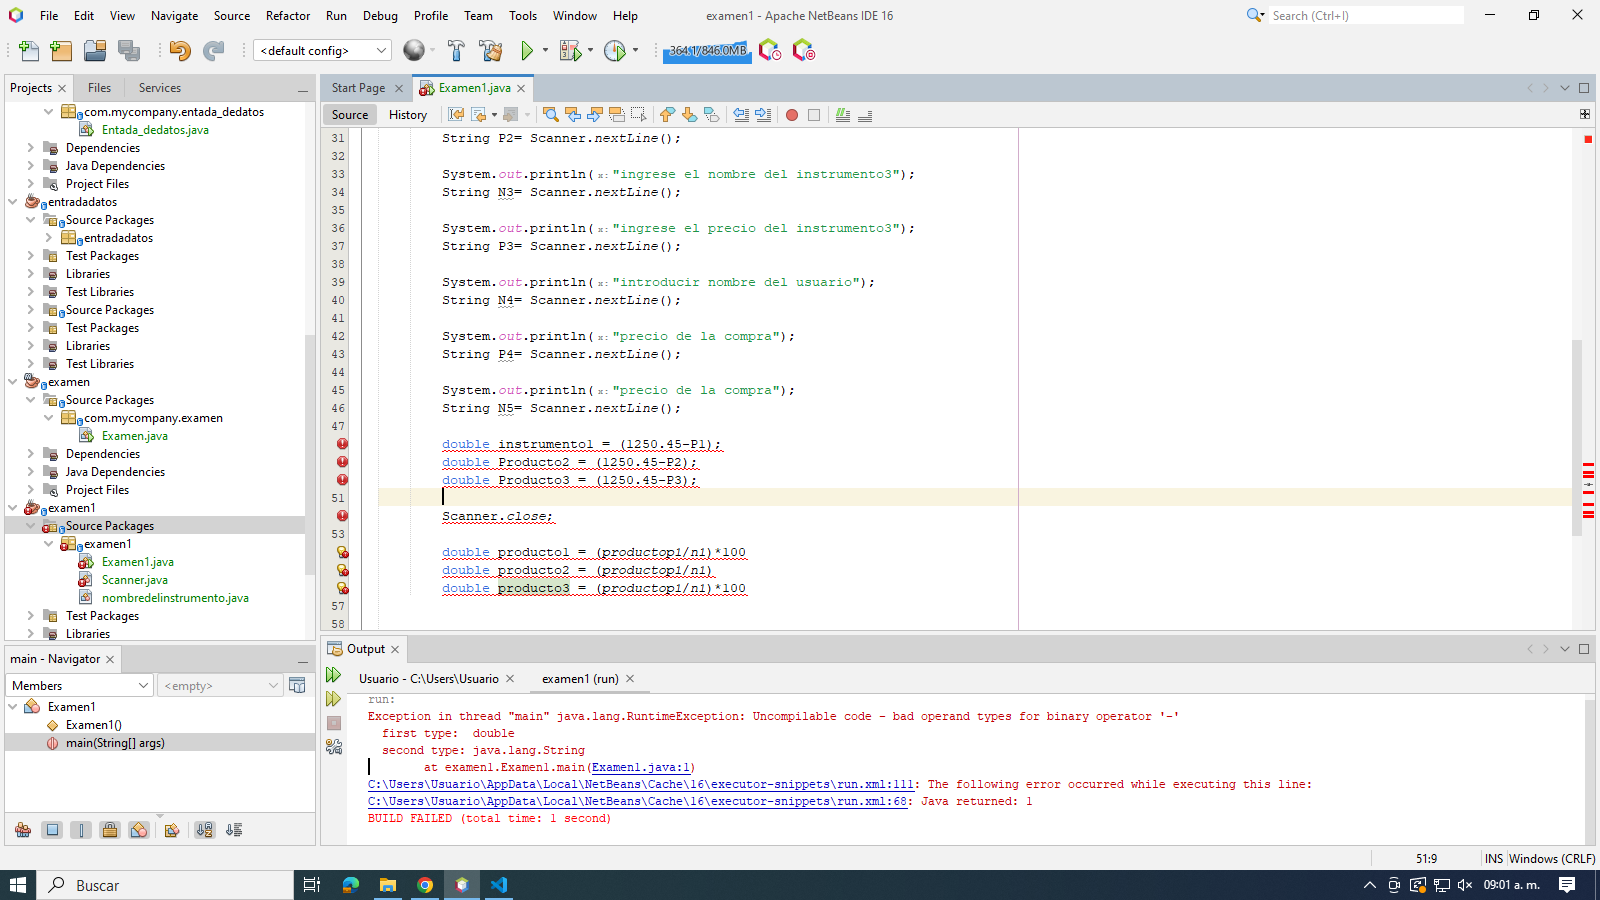 File Edit View Navigate Source Refactor Run Debug Profile Team Tools Window Help
examen1 - Apache NetBeans IDE 16
Search (Ctrl+I)
<default config>
364.1/846.0MB
Projects Files Services
com.mycompany.entada_dedatos
Entada_dedatos.java
Dependencies
Java Dependencies
Project Files
entradadatos
Source Packages
entradadatos
Test Packages
Libraries
Test Libraries
Source Packages
Test Packages
Libraries
Test Libraries
examen
Source Packages
com.mycompany.examen
Examen.java
Dependencies
Java Dependencies
Project Files
examen1
Source Packages
examen1
Examen1.java
Scanner.java
nombredelinstrumento.java
Test Packages
Libraries
main - Navigator
Members <empty>
Examen1
Examen1()
main(String[] args)
Start Page Examen1.java
Source History
31 String P2= Scanner.nextLine();
32
33 System.out.println(x:"ingrese el nombre del instrumento3");
34 String N3= Scanner.nextLine();
35
36 System.out.println(x:"ingrese el precio del instrumento3");
37 String P3= Scanner.nextLine();
38
39 System.out.println(x:"introducir nombre del usuario");
40 String N4= Scanner.nextLine();
41
42 System.out.println(x:"precio de la compra");
43 String P4= Scanner.nextLine();
44
45 System.out.println(x:"precio de la compra");
46 String N5= Scanner.nextLine();
47
double instrumento1 = (1250.45-P1);
double Producto2 = (1250.45-P2);
double Producto3 = (1250.45-P3);
51
Scanner.close;
53
double producto1 = (productop1/n1)*100
double producto2 = (productop1/n1)
double producto3 = (productop1/n1)*100
57
58
Output
Usuario - C:\Users\Usuario examen1 (run)
run:
Exception in thread "main" java.lang.RuntimeException: Uncompilable code - bad operand types for binary operator '-'
first type: double
second type: java.lang.String
at examen1.Examen1.main(Examen1.java:1)
C:\Users\Usuario\AppData\Local\NetBeans\Cache\16\executor-snippets\run.xml:111: The following error occurred while executing this line:
C:\Users\Usuario\AppData\Local\NetBeans\Cache\16\executor-snippets\run.xml:68: Java returned: 1
BUILD FAILED (total time: 1 second)
51:9 INS Windows (CRLF)
Buscar
09:01 a. m.